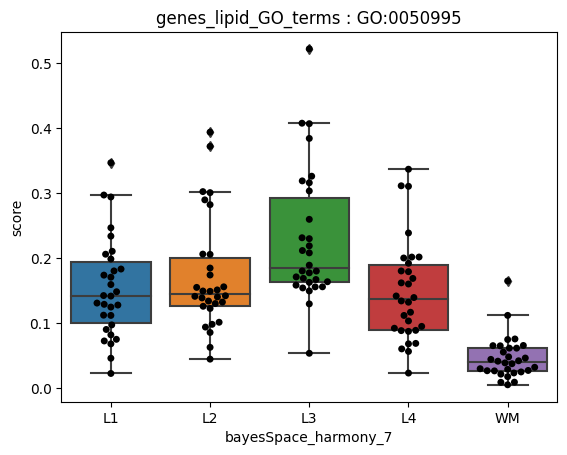 genes_lipid_GO_terms : GO:0050995
score
0.5
0.4
0.3
0.2
0.1
0.0
L1 L2 L3 L4 WM
bayesSpace_harmony_7